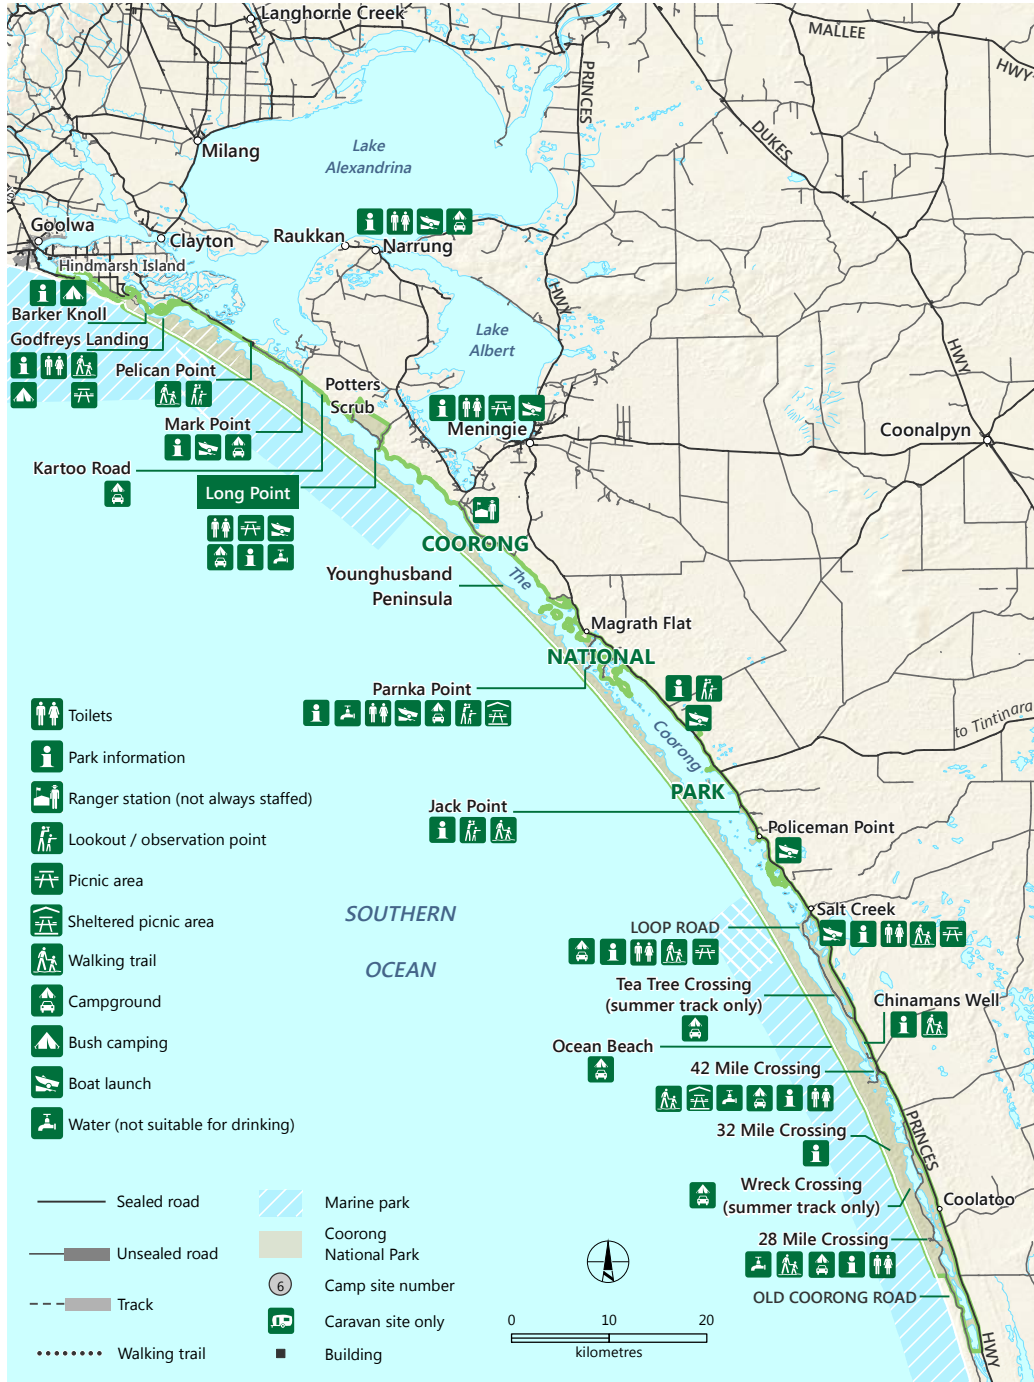 Langhorne Creek
MALLEE
HWY
PRINCES
DUKES
Milang
Lake
Alexandrina
Goolwa
Clayton
Raukkan
Narrung
Hindmarsh Island
HWY
Barker Knoll
Godfreys Landing
Lake
Albert
HWY
Pelican Point
Potters
Scrub
Mark Point
Meningie
Coonalpyn
Kartoo Road
Long Point
COORONG
The
Younghusband
Peninsula
Magrath Flat
NATIONAL
Parnka Point
Coorong
to Tintinara
PARK
Jack Point
Policeman Point
Toilets
Park information
Ranger station (not always staffed)
Lookout / observation point
Picnic area
Sheltered picnic area
Walking trail
Campground
Bush camping
Boat launch
Water (not suitable for drinking)
SOUTHERN
OCEAN
Salt Creek
LOOP ROAD
Tea Tree Crossing
(summer track only)
Chinamans Well
Ocean Beach
42 Mile Crossing
PRINCES
32 Mile Crossing
Wreck Crossing
(summer track only)
Coolatoo
28 Mile Crossing
OLD COORONG ROAD
HWY
Sealed road
Unsealed road
Track
Walking trail
Marine park
Coorong
National Park
6
Camp site number
Caravan site only
Building
N
0 10 20
kilometres